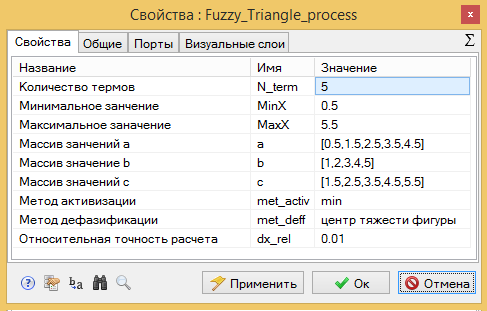 Свойства : Fuzzy_Triangle_process
x
Свойства Общие Порты Визуальные слои Σ
Название Имя Значение
Количество термов N_term 5
Минимальное занчение MinX 0.5
Максимальное заначение MaxX 5.5
Массив занчений a a [0.5,1.5,2.5,3.5,4.5]
Массив значение b b [1,2,3,4,5]
Массив значений c c [1.5,2.5,3.5,4.5,5.5]
Метод активизации met_activ min
Метод дефазификации met_deff центр тяжести фигуры
Относительная точность расчета dx_rel 0.01
? b a Применить Ок Отмена